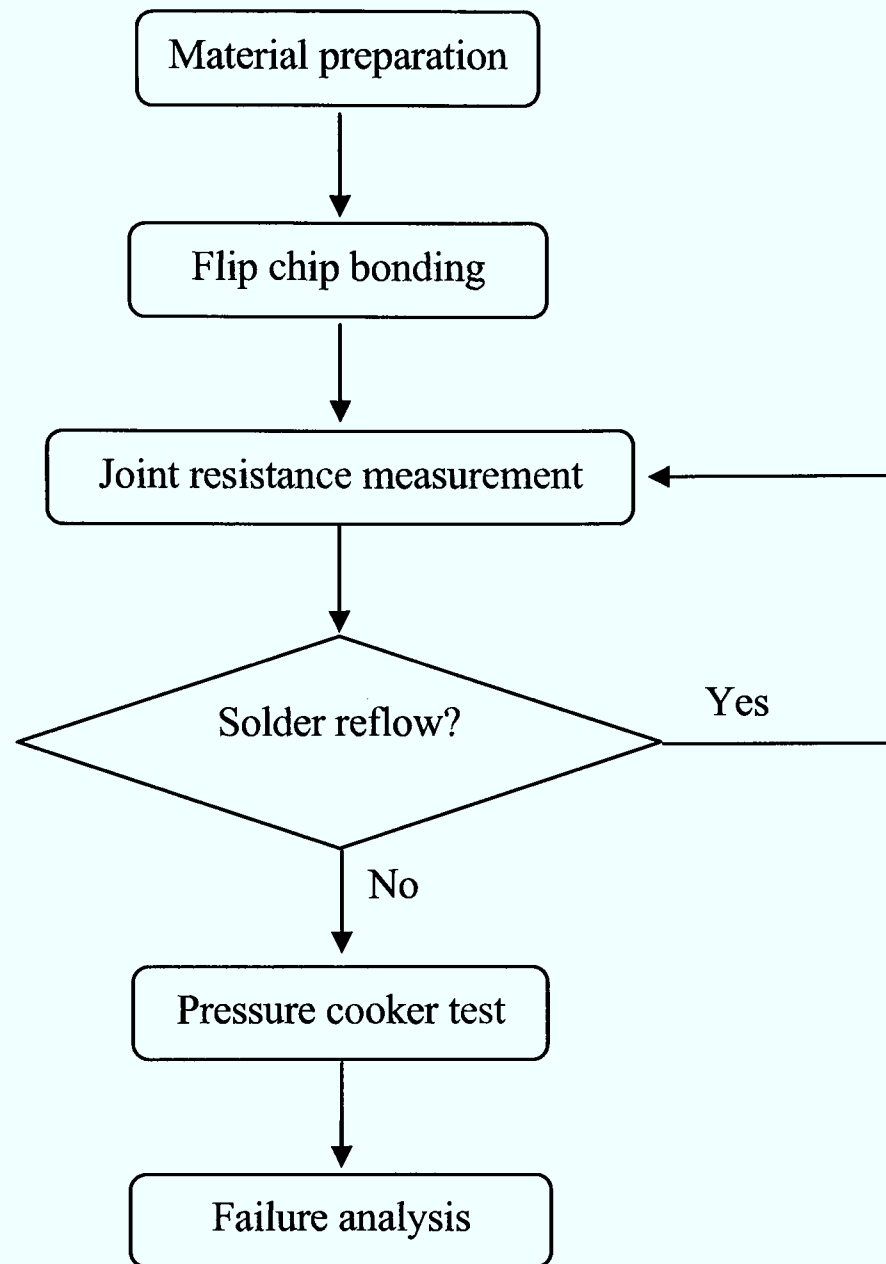 Material preparation
Flip chip bonding
Joint resistance measurement
Solder reflow?
Yes
No
Pressure cooker test
Failure analysis